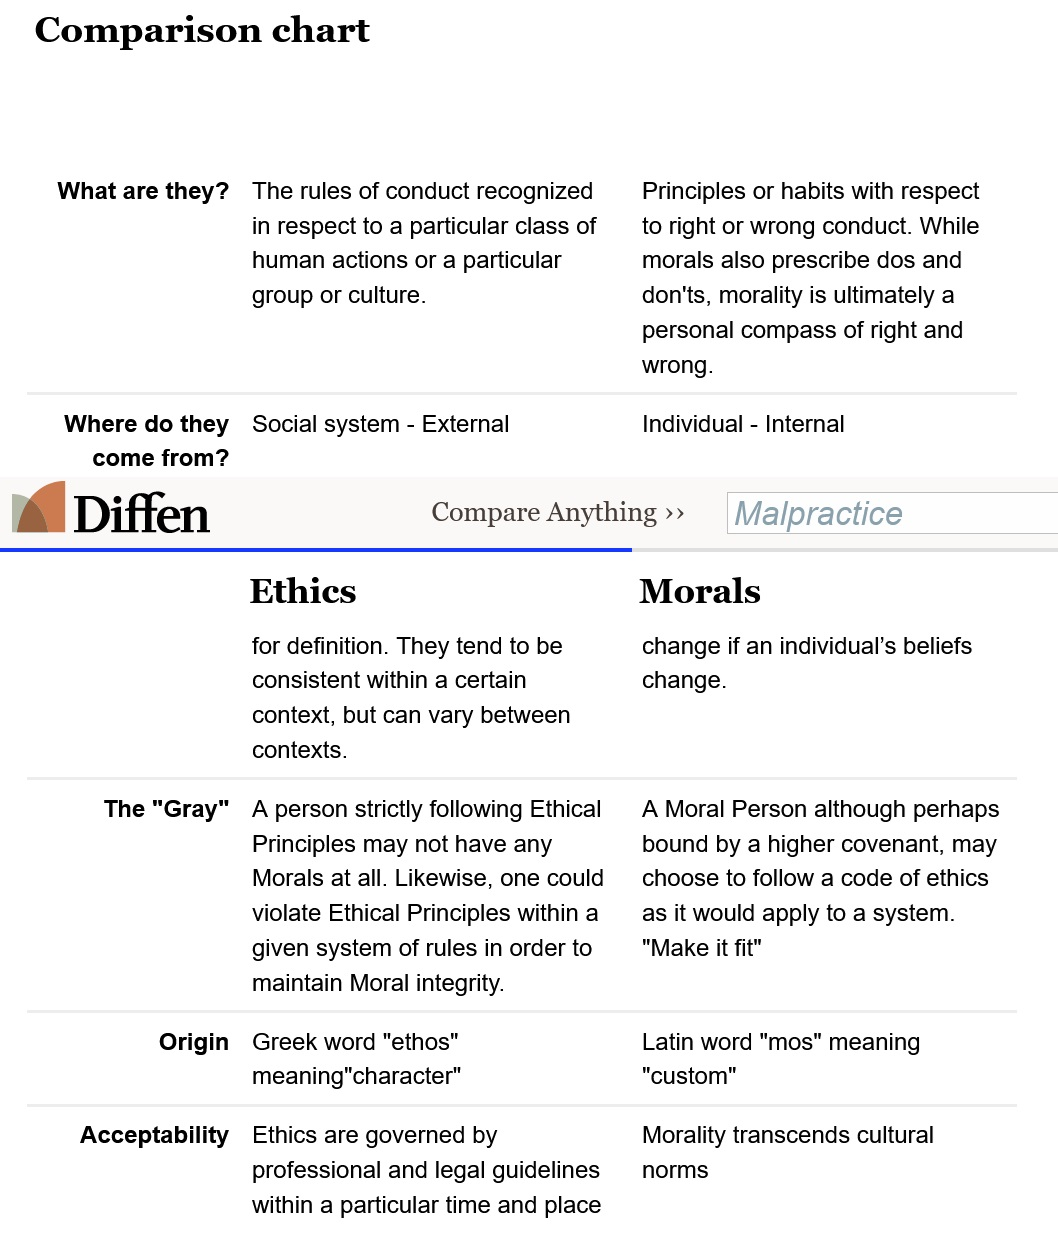 Comparison chart
What are they? The rules of conduct recognized Principles or habits with respect
in respect to a particular class of to right or wrong conduct. While
human actions or a particular morals also prescribe dos and
group or culture. don'ts, morality is ultimately a
personal compass of right and
wrong.
Where do they Social system - External Individual - Internal
come from?
Diffen Compare Anything ›› Malpractice
Ethics Morals
for definition. They tend to be change if an individual’s beliefs
consistent within a certain change.
context, but can vary between
contexts.
The "Gray" A person strictly following Ethical A Moral Person although perhaps
Principles may not have any bound by a higher covenant, may
Morals at all. Likewise, one could choose to follow a code of ethics
violate Ethical Principles within a as it would apply to a system.
given system of rules in order to "Make it fit"
maintain Moral integrity.
Origin Greek word "ethos" Latin word "mos" meaning
meaning"character" "custom"
Acceptability Ethics are governed by Morality transcends cultural
professional and legal guidelines norms
within a particular time and place